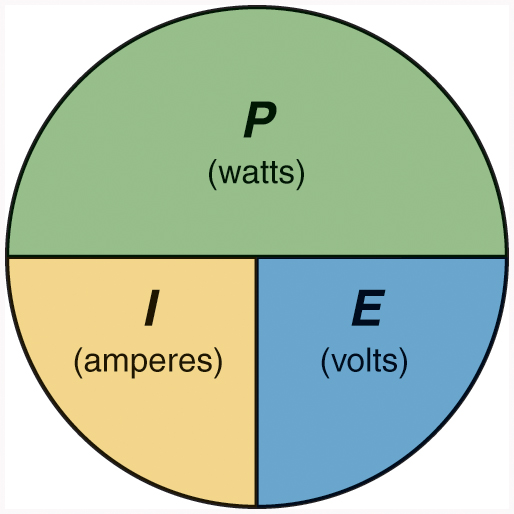 P
(watts)
I
(amperes)
E
(volts)